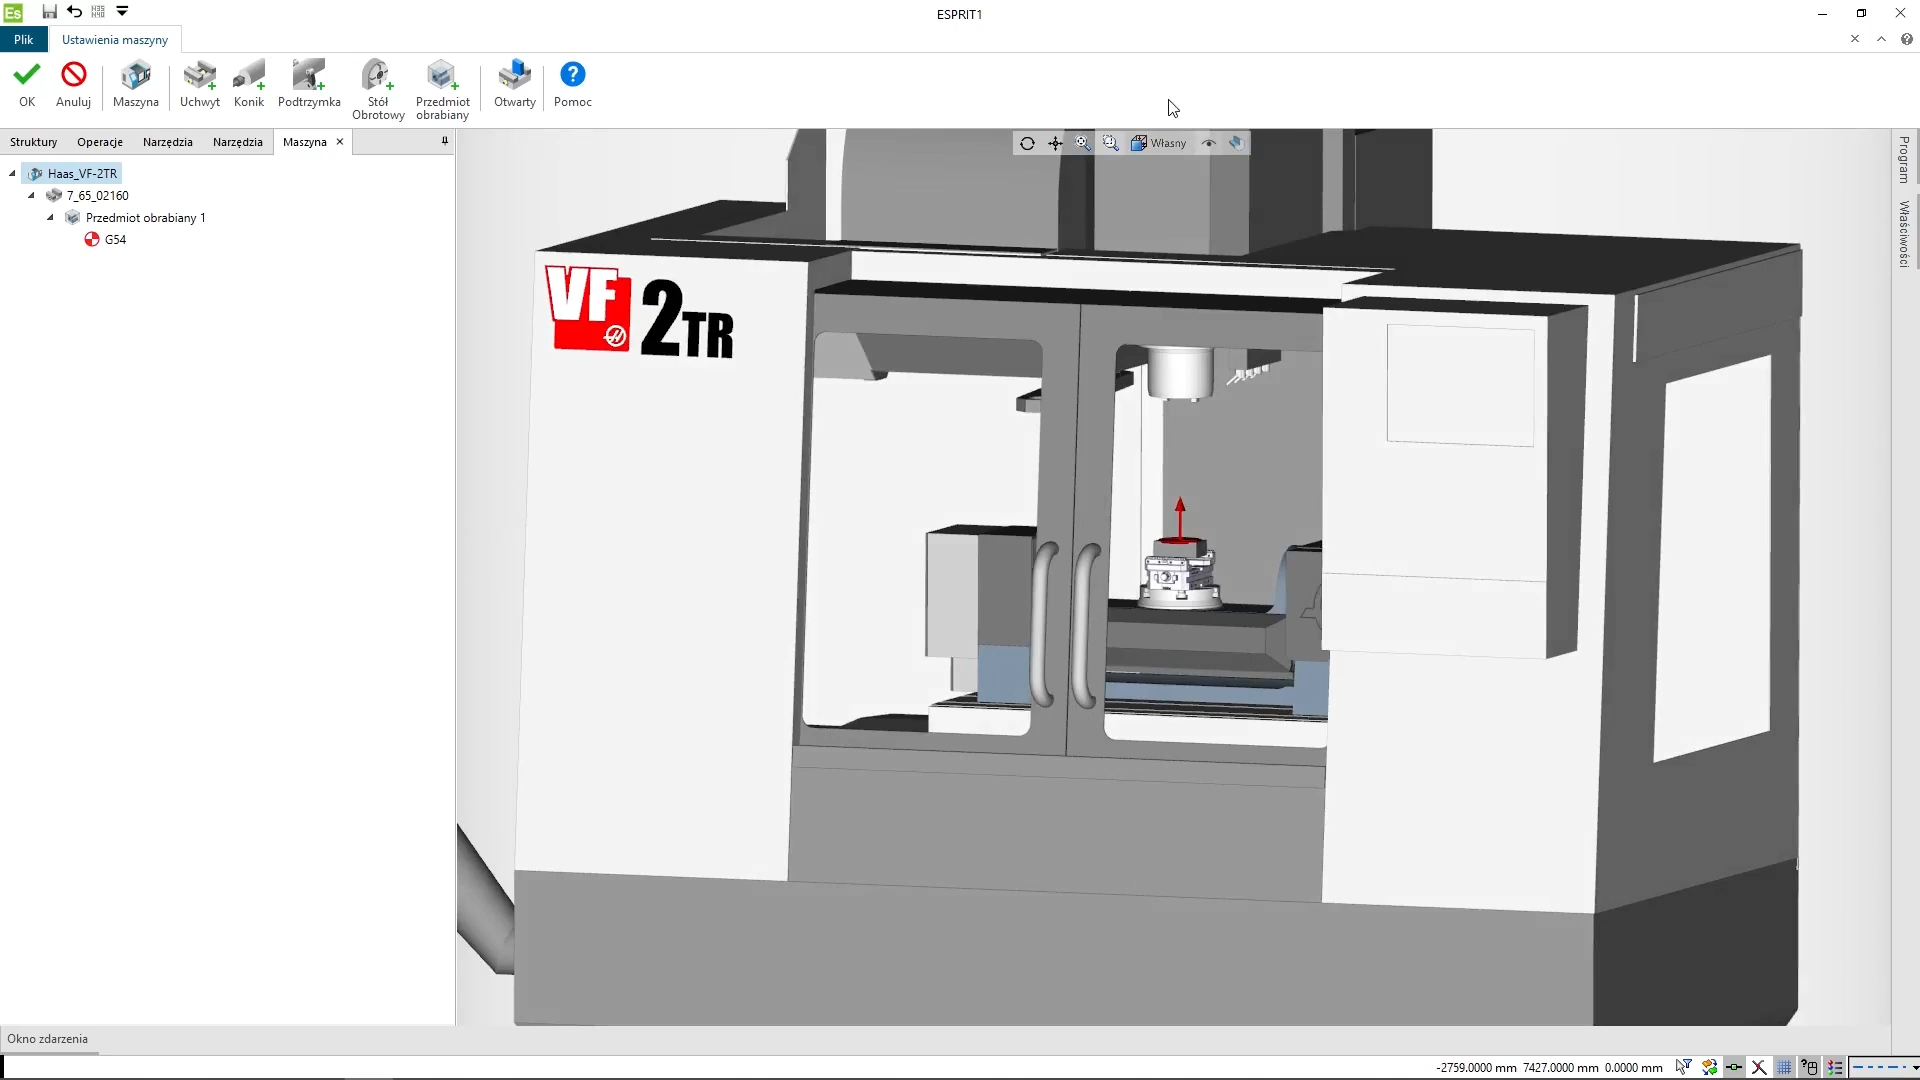 Es
ESPRIT1
Plik
Ustawienia maszyny
OK
Anuluj
Maszyna
Uchwyt
Konik
Podtrzymka
Stół
Obrotowy
Przedmiot
obrabiany
Otwarty
Pomoc
Struktury
Operacje
Narzędzia
Narzędzia
Maszyna
Własny
Haas_VF-2TR
7_65_02160
Przedmiot obrabiany 1
G54
VF
2TR
Program
Właściwości
Okno zdarzenia
-2759.0000 mm 7427.0000 mm 0.0000 mm